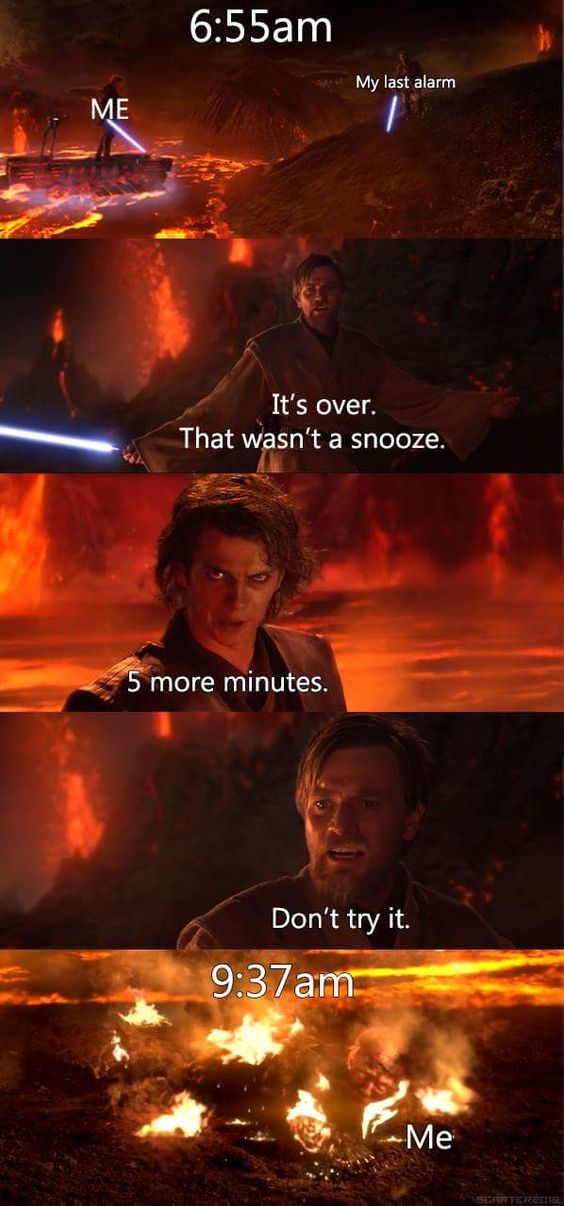 6:55am
My last alarm
ME
It's over.
That wasn't a snooze.
5 more minutes.
Don't try it.
9:37am
Me
SCARTER2018